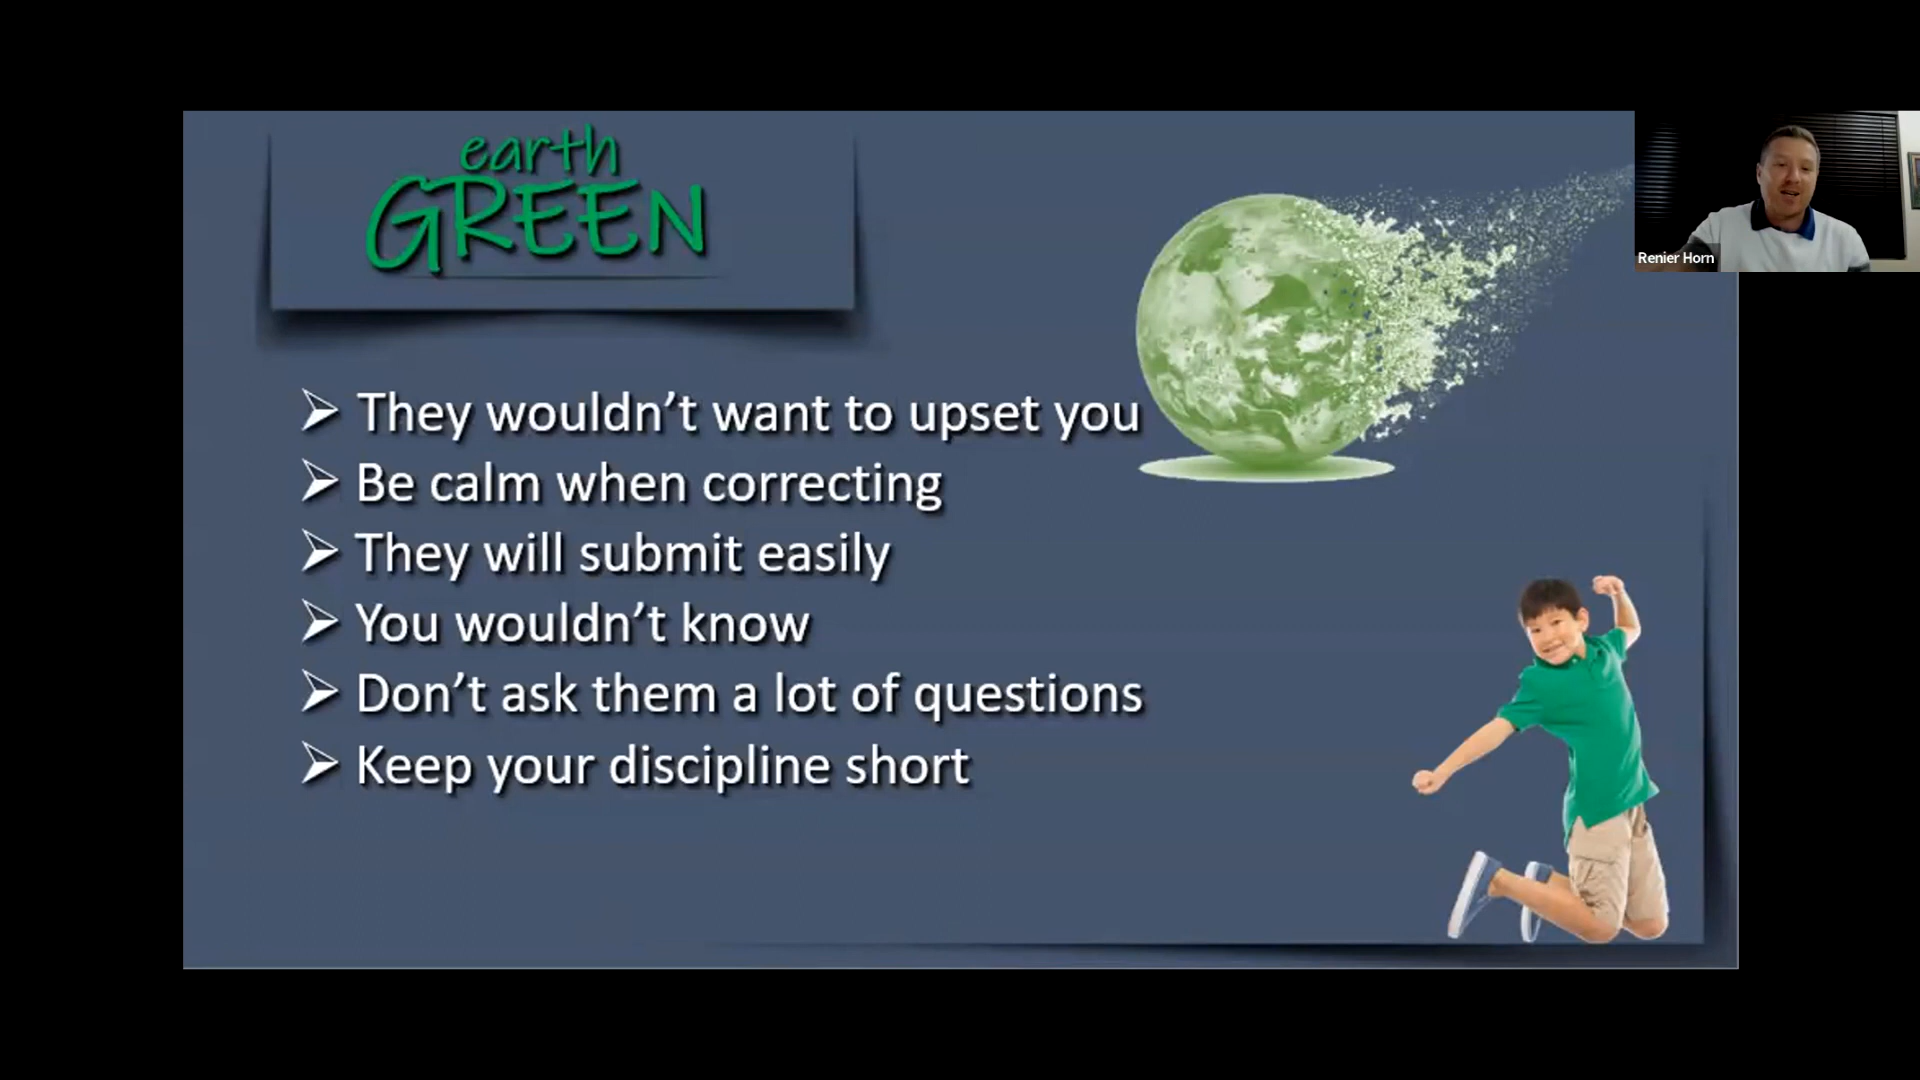 earth
GREEN
Renier Horn
They wouldn’t want to upset you
Be calm when correcting
They will submit easily
You wouldn’t know
Don’t ask them a lot of questions
Keep your discipline short